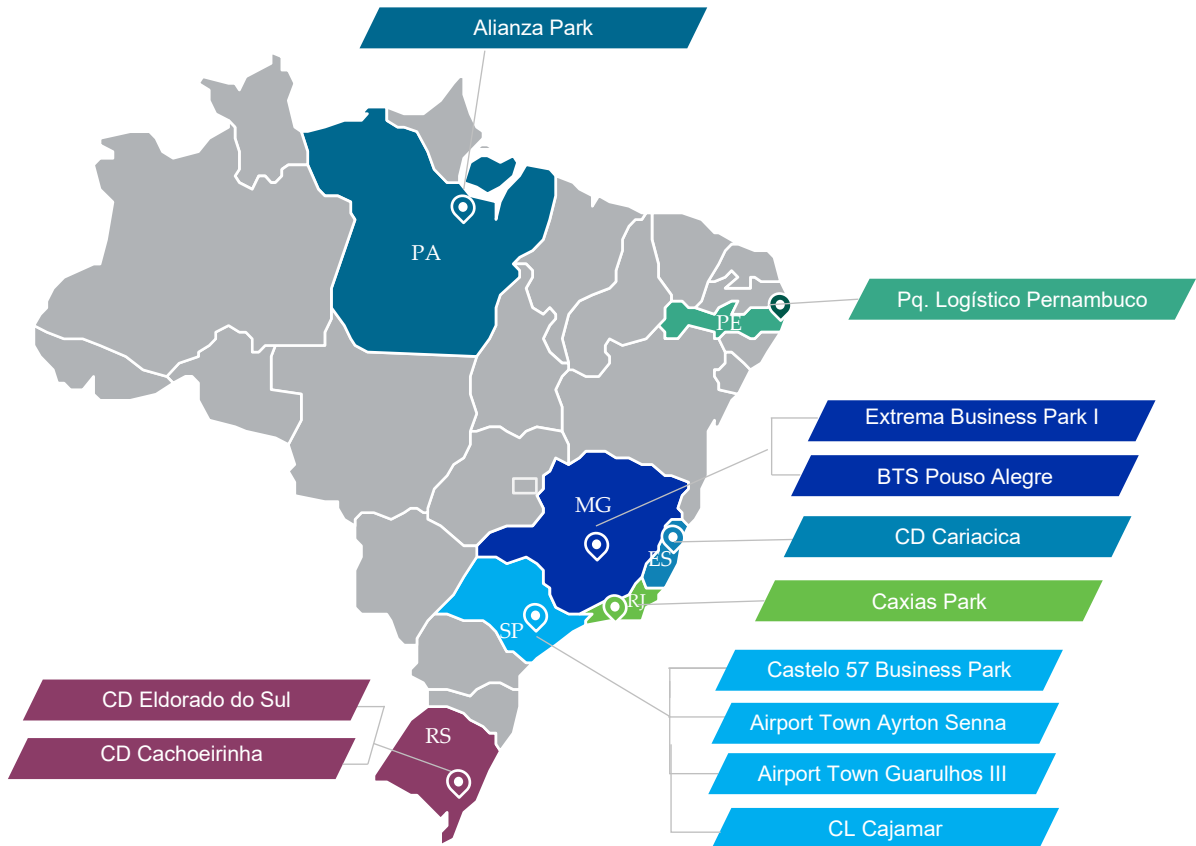 Alianza Park
PA
Pq. Logístico Pernambuco
PE
Extrema Business Park I
BTS Pouso Alegre
MG
CD Cariacica
ES
Caxias Park
RJ
SP
Castelo 57 Business Park
Airport Town Ayrton Senna
Airport Town Guarulhos III
CL Cajamar
CD Eldorado do Sul
CD Cachoeirinha
RS